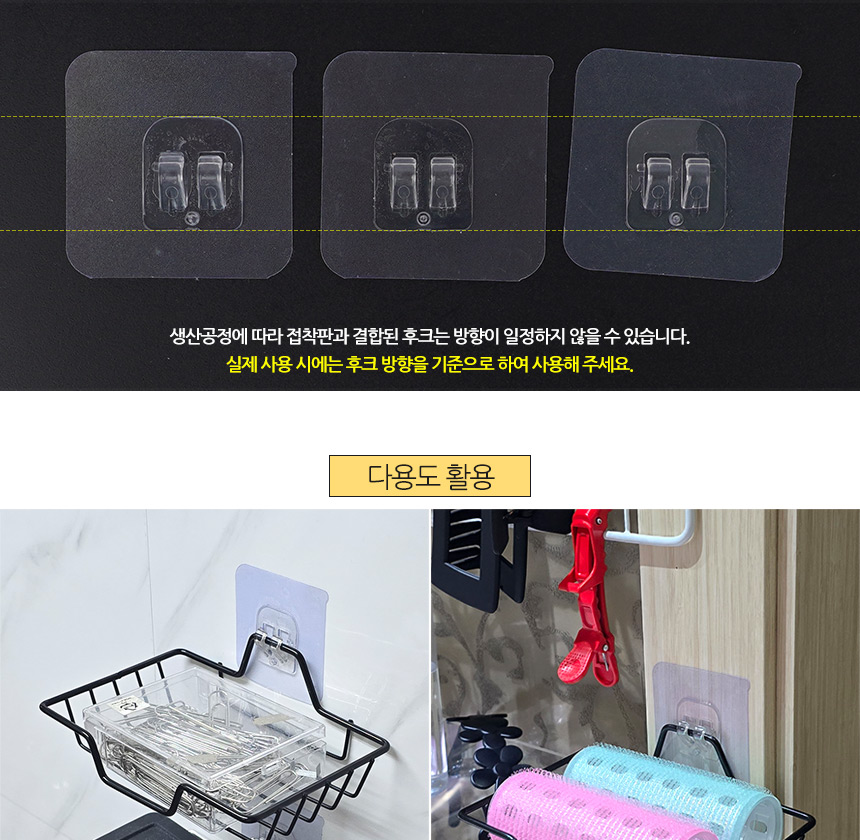 생산공정에 따라 접착판과 결합된 후크는 방향이 일정하지 않을 수 있습니다.
실제 사용 시에는 후크 방향을 기준으로 하여 사용해 주세요.
다용도 활용